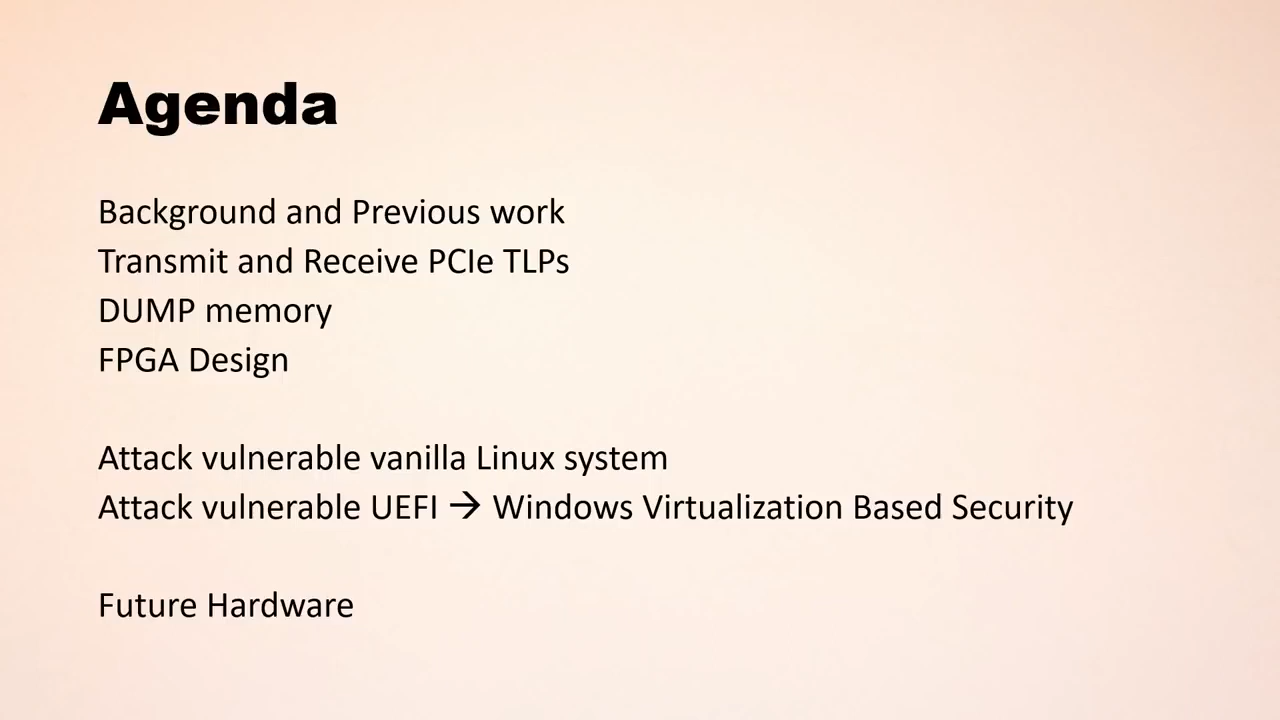 Agenda
Background and Previous work
Transmit and Receive PCIe TLPs
DUMP memory
FPGA Design
Attack vulnerable vanilla Linux system
Attack vulnerable UEFI → Windows Virtualization Based Security
Future Hardware